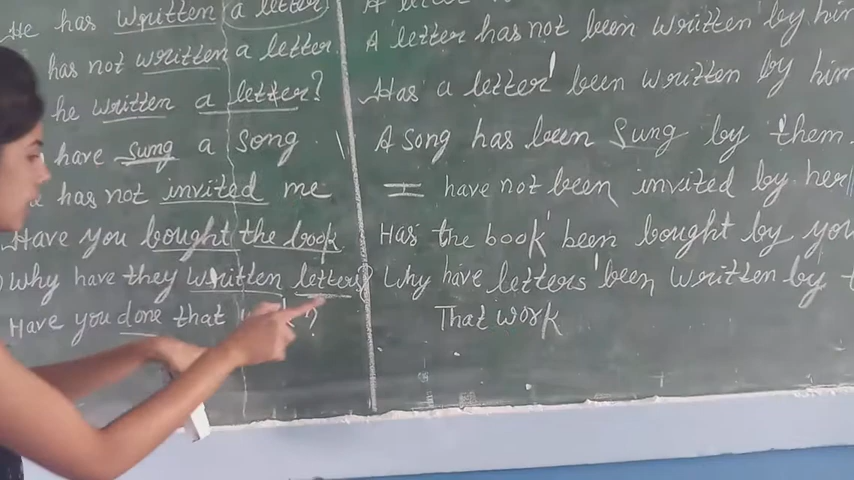 He has written a letter
has not written a letter
he written a letter?
have sung a song
has not invited me
Have you bought the book
Why have they written letters?
Have you done that ?
A letter
A letter has not been written by him
Has a letter been written by him
A song has been sung by them.
I have not been invited by her
Has the book been bought by you
Why have letters been written by
That work